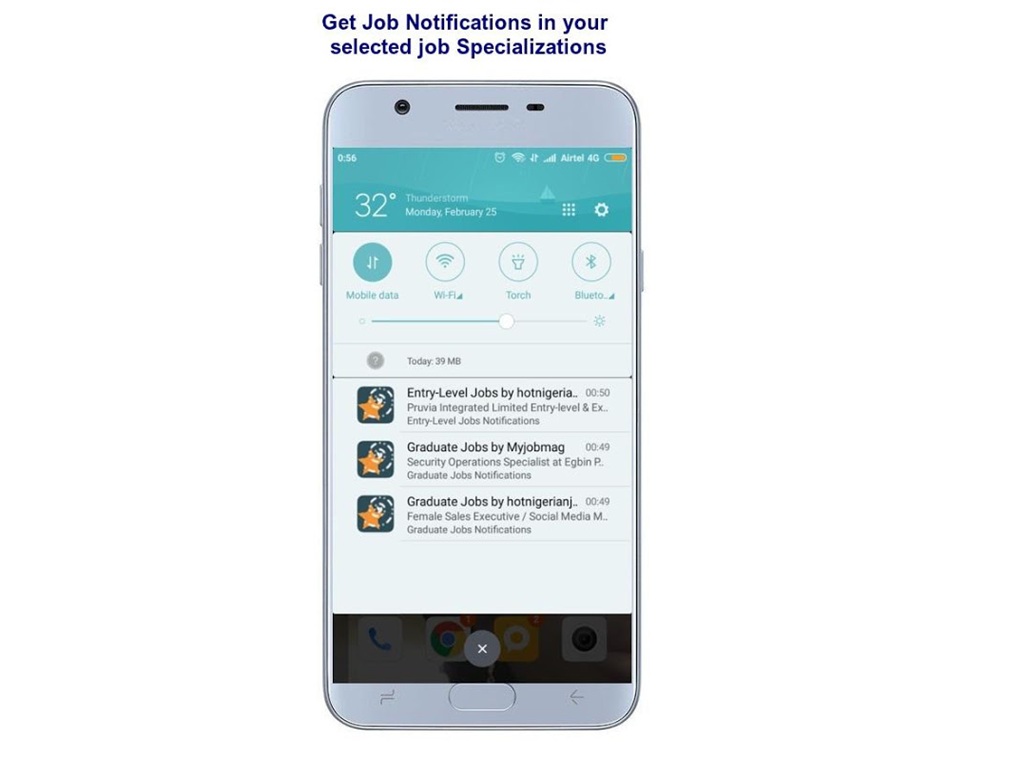 Get Job Notifications in your
selected job Specializations
0:56
Airtel 4G
32°
Thunderstorm
Monday, February 25
Mobile data
Wi-Fi
Torch
Blueto..
?
Today: 39 MB
Entry-Level Jobs by hotnigeria.. 00:50
Pruvia Integrated Limited Entry-level & Ex..
Entry-Level Jobs Notifications
Graduate Jobs by Myjobmag 00:49
Security Operations Specialist at Egbin P..
Graduate Jobs Notifications
Graduate Jobs by hotnigerianj.. 00:49
Female Sales Executive / Social Media M..
Graduate Jobs Notifications